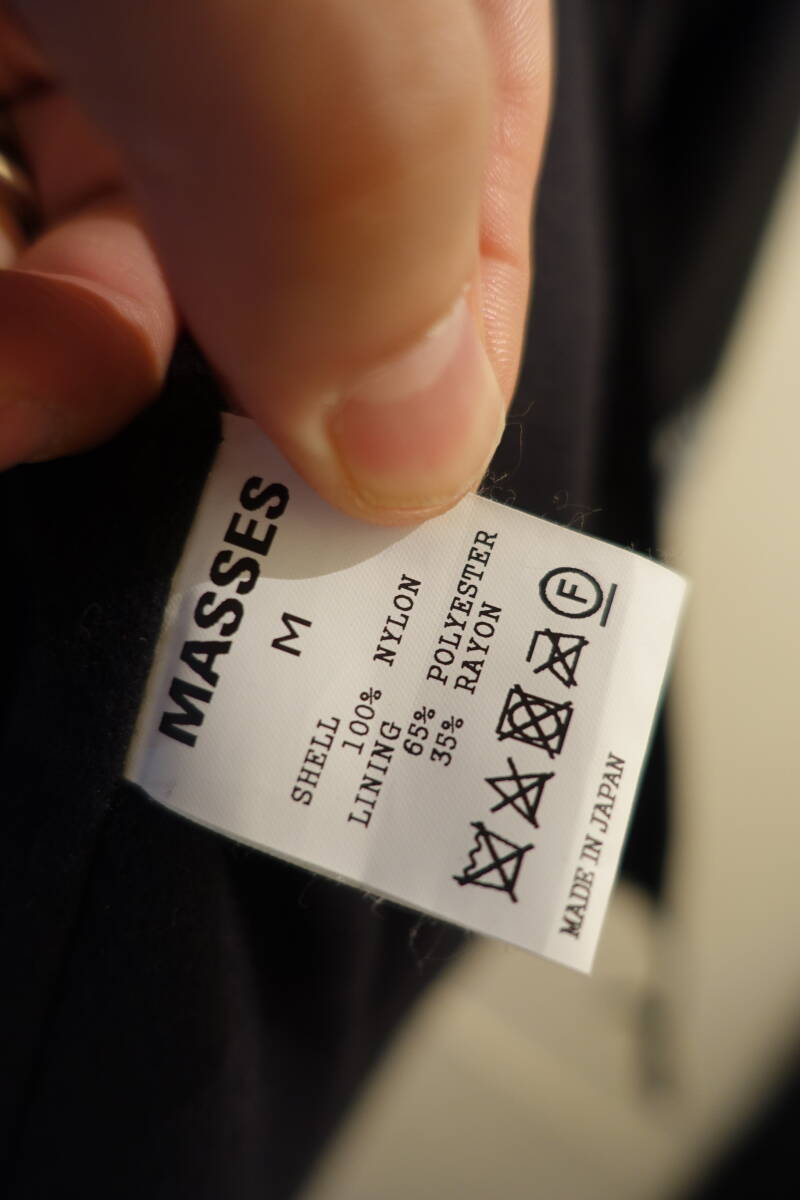 MASSES
M
SHELL
100% NYLON
LINING
65% POLYESTER
35% RAYON
F
MADE IN JAPAN